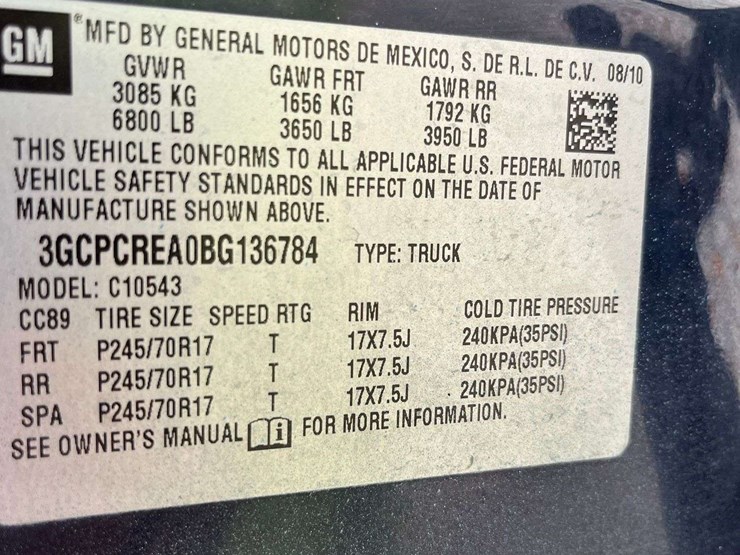 GM ® MFD BY GENERAL MOTORS DE MEXICO, S. DE R.L. DE C.V. 08/10
GVWR GAWR FRT GAWR RR
3085 KG 1656 KG 1792 KG
6800 LB 3650 LB 3950 LB
THIS VEHICLE CONFORMS TO ALL APPLICABLE U.S. FEDERAL MOTOR
VEHICLE SAFETY STANDARDS IN EFFECT ON THE DATE OF
MANUFACTURE SHOWN ABOVE.
3GCPCREA0BG136784 TYPE: TRUCK
MODEL: C10543
CC89 TIRE SIZE SPEED RTG RIM COLD TIRE PRESSURE
FRT P245/70R17 T 17X7.5J 240KPA(35PSI)
RR P245/70R17 T 17X7.5J 240KPA(35PSI)
SPA P245/70R17 T 17X7.5J 240KPA(35PSI)
SEE OWNER'S MANUAL i FOR MORE INFORMATION.